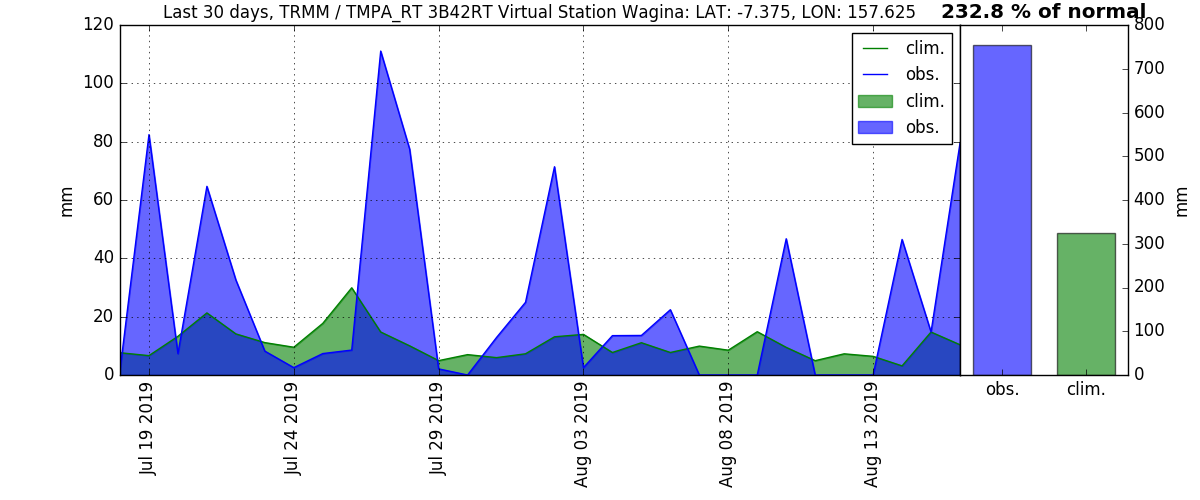 Last 30 days, TRMM / TMPA_RT 3B42RT Virtual Station Wagina: LAT: -7.375, LON: 157.625
232.8 % of normal
120
100
80
60
40
20
0
mm
clim.
obs.
clim.
obs.
800
700
600
500
400
300
200
100
0
mm
Jul 19 2019
Jul 24 2019
Jul 29 2019
Aug 03 2019
Aug 08 2019
Aug 13 2019
obs.
clim.